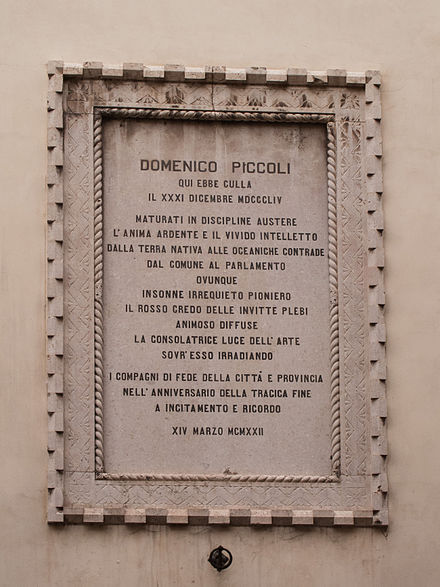 DOMENICO PICCOLI
QUI EBBE CULLA
IL XXXI DICEMBRE MDCCCLIV
MATURATI IN DISCIPLINE AUSTERE
L'ANIMA ARDENTE E IL VIVIDO INTELLETTO
DALLA TERRA NATIVA ALLE OCEANICHE CONTRADE
DAL COMUNE AL PARLAMENTO
OVUNQUE
INSONNE IRREQUIETO PIONIERO
IL ROSSO CREDO DELLE INVITTE PLEBI
ANIMOSO DIFFUSE
LA CONSOLATRICE LUCE DELL'ARTE
SOVR'ESSO IRRADIANDO
I COMPAGNI DI FEDE DELLA CITTÀ E PROVINCIA
NELL'ANNIVERSARIO DELLA TRAGICA FINE
A INCITAMENTO E RICORDO
XIV MARZO MCMXXII